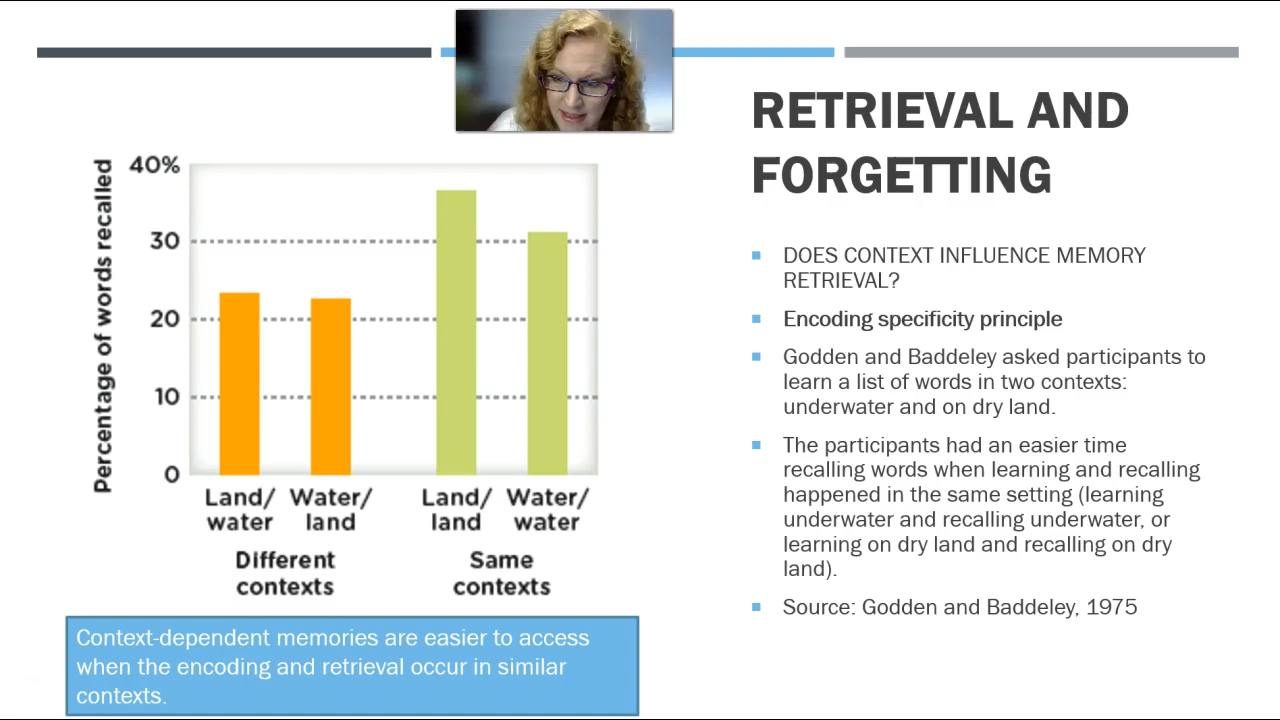 RETRIEVAL AND
FORGETTING
Percentage of words recalled
40%
30
20
10
0
Land/ Water/ Land/ Water/
water land land water
Different Same
contexts contexts
Context-dependent memories are easier to access
when the encoding and retrieval occur in similar
contexts.
DOES CONTEXT INFLUENCE MEMORY
RETRIEVAL?
Encoding specificity principle
Godden and Baddeley asked participants to
learn a list of words in two contexts:
underwater and on dry land.
The participants had an easier time
recalling words when learning and recalling
happened in the same setting (learning
underwater and recalling underwater, or
learning on dry land and recalling on dry
land).
Source: Godden and Baddeley, 1975